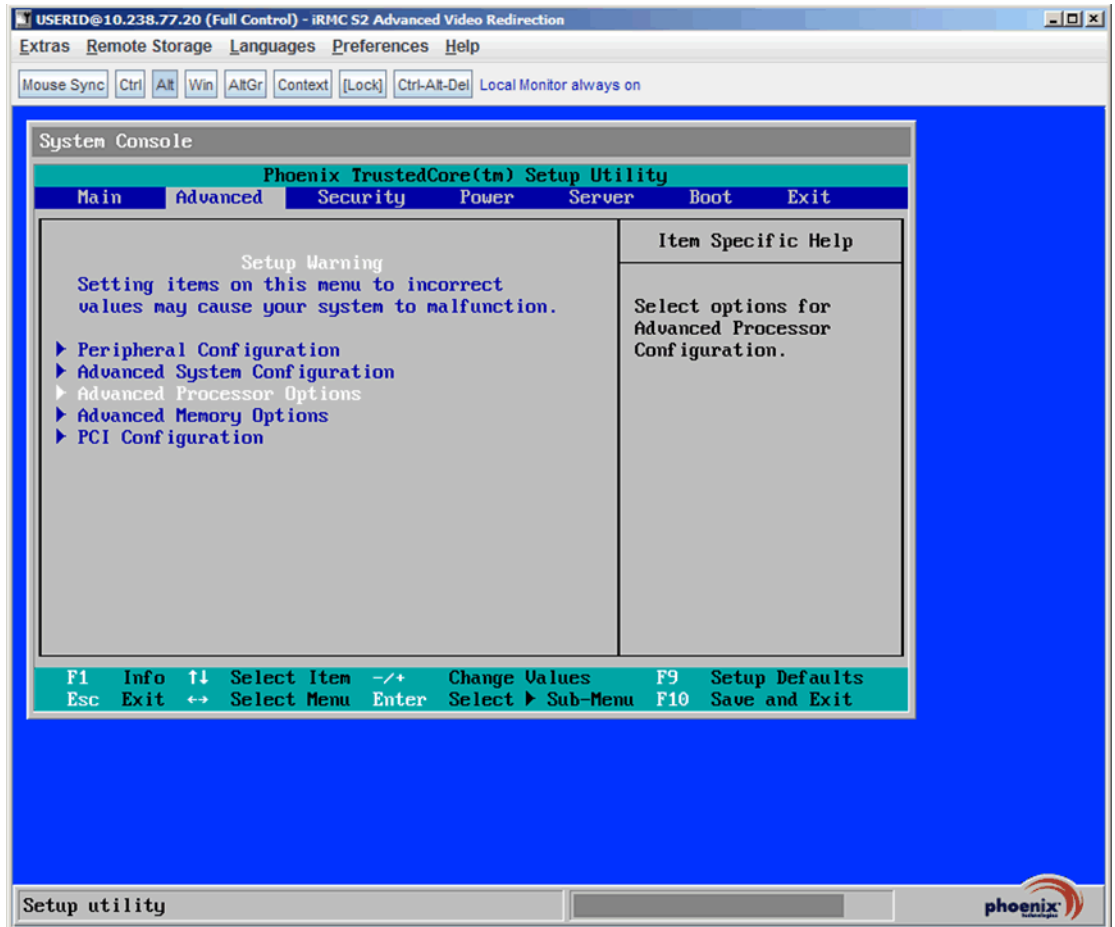 USERID@10.238.77.20 (Full Control) - iRMC S2 Advanced Video Redirection
Extras Remote Storage Languages Preferences Help
Mouse Sync Ctrl Alt Win AltGr Context [Lock] Ctrl-Alt-Del Local Monitor always on
System Console
Phoenix TrustedCore(tm) Setup Utility
Main Advanced Security Power Server Boot Exit
Setup Warning
Setting items on this menu to incorrect
values may cause your system to malfunction.
Peripheral Configuration
Advanced System Configuration
Advanced Processor Options
Advanced Memory Options
PCI Configuration
Item Specific Help
Select options for
Advanced Processor
Configuration.
F1 Info ↑↓ Select Item -/+ Change Values F9 Setup Defaults
Esc Exit ↔ Select Menu Enter Select ▶ Sub-Menu F10 Save and Exit
Setup utility
phoenix
technologies